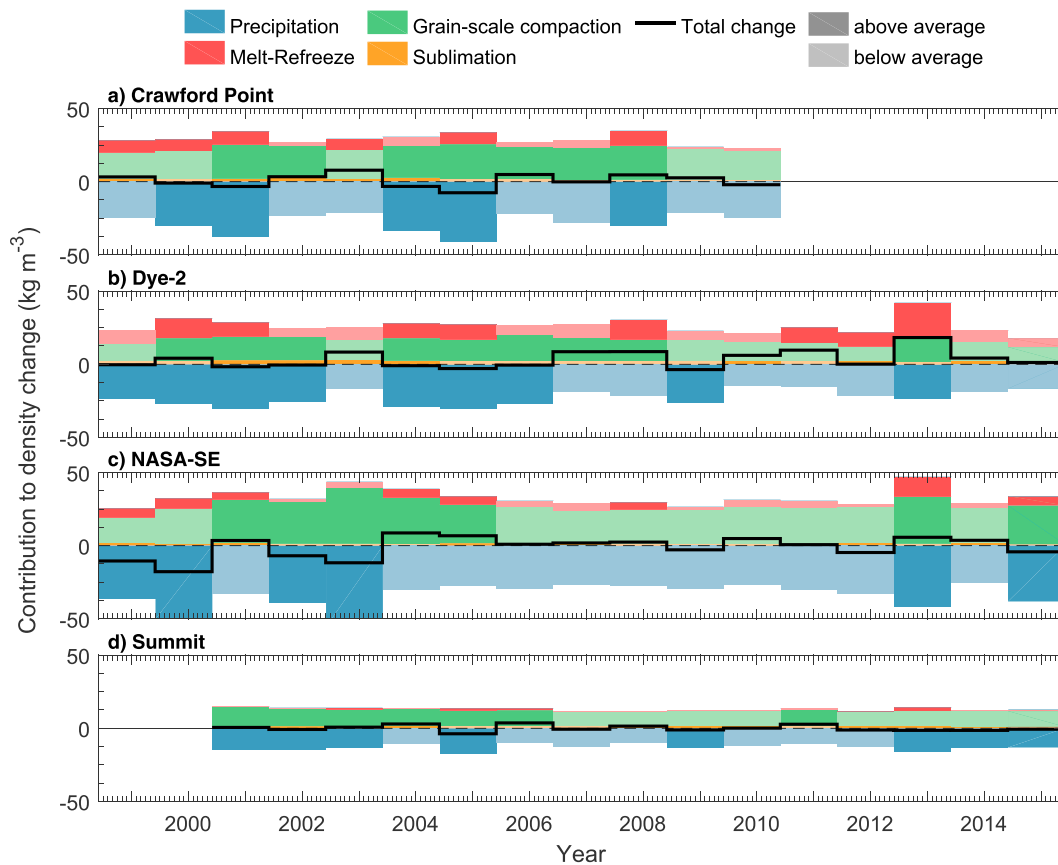 Precipitation Grain-scale compaction Total change above average
Melt-Refreeze Sublimation below average
a) Crawford Point
50
0
-50
b) Dye-2
50
0
-50
c) NASA-SE
50
0
-50
d) Summit
50
0
-50
Contribution to density change (kg m⁻³)
2000 2002 2004 2006 2008 2010 2012 2014
Year